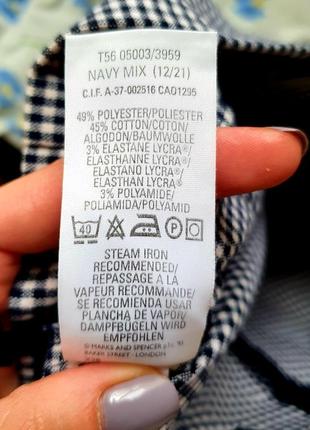 T56 05003/3959
NAVY MIX (12/21)
C.I.F. A-37-002516 CAO1295
49% POLYESTER/POLIESTER
45% COTTON/COTON/
ALGODON/BAUMWOLLE
3% ELASTANE LYCRA®/
ELASTHANNE LYCRA®/
ELASTANO LYCRA®/
ELASTHAN LYCRA®/
3% POLYAMIDE/
POLIAMIDA/POLYAMID
40 P
STEAM IRON
RECOMMENDED/
REPASSAGE A LA
VAPEUR RECOMMANDE/
SE RECOMIENDA USAR
PLANCHA DE VAPOR/
DAMPFBÜGELN WIRD
EMPFOHLEN
© MARKS AND SPENCER plc
BAKER STREET · LONDON